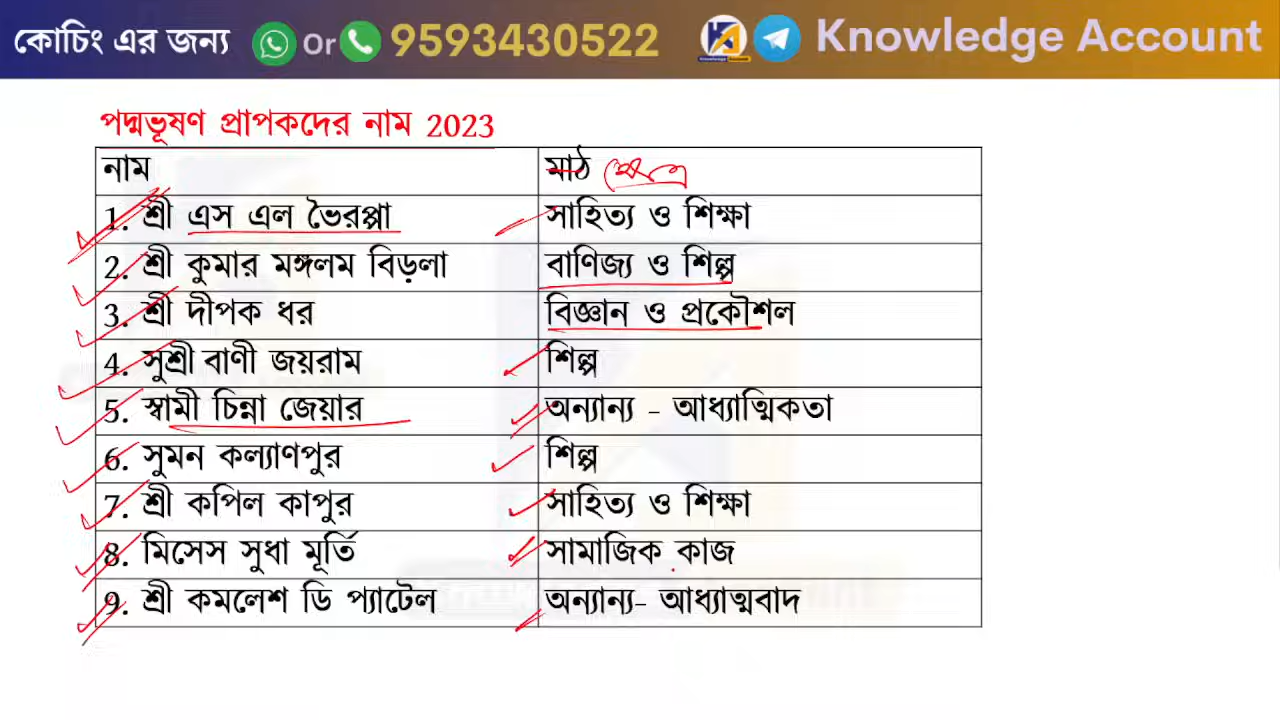 কোচিং এর জন্য Or 9593430522 Knowledge Account
পদ্মভূষণ প্রাপকদের নাম 2023
নাম মাঠ ক্ষেত্র
1. শ্রী এস এল ভৈরপ্পা সাহিত্য ও শিক্ষা
2. শ্রী কুমার মঙ্গলম বিড়লা বাণিজ্য ও শিল্প
3. শ্রী দীপক ধর বিজ্ঞান ও প্রকৌশল
4. সুশ্রী বাণী জয়রাম শিল্প
5. স্বামী চিন্না জেয়ার অন্যান্য - আধ্যাত্মিকতা
6. সুমন কল্যাণপুর শিল্প
7. শ্রী কপিল কাপুর সাহিত্য ও শিক্ষা
8. মিসেস সুধা মূর্তি সামাজিক কাজ
9. শ্রী কমলেশ ডি প্যাটেল অন্যান্য- আধ্যাত্মবাদ